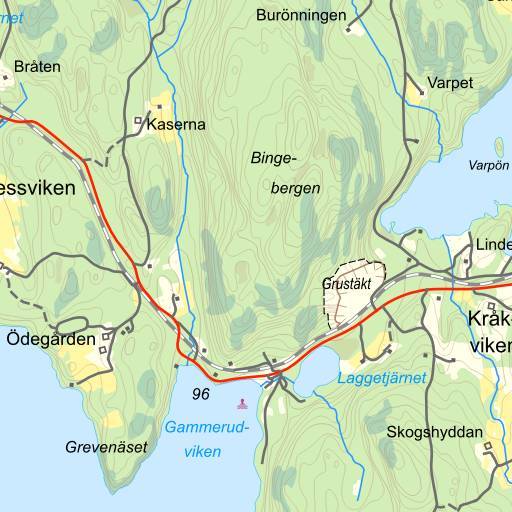 Burönningen
Bråten
Varpet
Kaserna
Binge-
bergen
Varpön
essviken
Linde
Grustäkt
Kråk-
viken
Ödegården
Laggetjärnet
96
Gammerud-
viken
Skogshyddan
Grevenäset